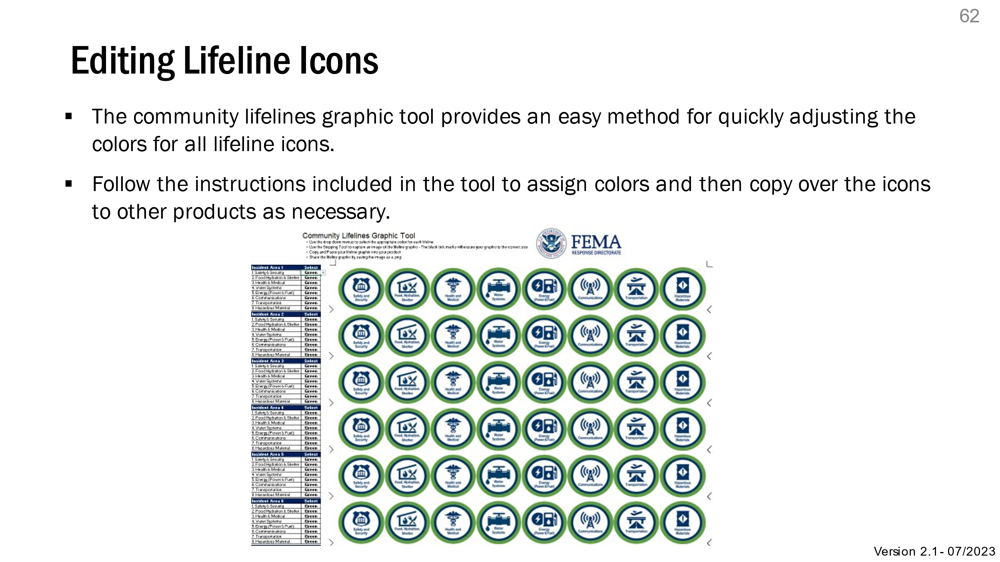 62
Editing Lifeline Icons
▪ The community lifelines graphic tool provides an easy method for quickly adjusting the
colors for all lifeline icons.
▪ Follow the instructions included in the tool to assign colors and then copy over the icons
to other products as necessary.
Community Lifelines Graphic Tool
• Use the drop down menus to select the appropriate color for each lifeline
• Use the Snipping Tool to capture an image of the lifeline graphic - The black tick marks will ensure your graphic is the correct size
• Copy and Paste your lifeline graphic into your product
• Share the lifeline graphic by saving the image as a .png
FEMA
RESPONSE DIRECTORATE
Incident Area 1 Select
1. Safety & Security Green
2. Food Hydration & Shelter Green
3. Health & Medical Green
4. Water Systems Green
5. Energy (Power & Fuel) Green
6. Communications Green
7. Transportation Green
8. Hazardous Material Green
Safety and Security
Food, Hydration, Shelter
Health and Medical
Water Systems
Energy (Power & Fuel)
Communications
Transportation
Hazardous Materials
Incident Area 2 Select
1. Safety & Security Green
2. Food Hydration & Shelter Green
3. Health & Medical Green
4. Water Systems Green
5. Energy (Power & Fuel) Green
6. Communications Green
7. Transportation Green
8. Hazardous Material Green
Safety and Security
Food, Hydration, Shelter
Health and Medical
Water Systems
Energy (Power & Fuel)
Communications
Transportation
Hazardous Materials
Incident Area 3 Select
1. Safety & Security Green
2. Food Hydration & Shelter Green
3. Health & Medical Green
4. Water Systems Green
5. Energy (Power & Fuel) Green
6. Communications Green
7. Transportation Green
8. Hazardous Material Green
Safety and Security
Food, Hydration, Shelter
Health and Medical
Water Systems
Energy (Power & Fuel)
Communications
Transportation
Hazardous Materials
Incident Area 4 Select
1. Safety & Security Green
2. Food Hydration & Shelter Green
3. Health & Medical Green
4. Water Systems Green
5. Energy (Power & Fuel) Green
6. Communications Green
7. Transportation Green
8. Hazardous Material Green
Safety and Security
Food, Hydration, Shelter
Health and Medical
Water Systems
Energy (Power & Fuel)
Communications
Transportation
Hazardous Materials
Incident Area 5 Select
1. Safety & Security Green
2. Food Hydration & Shelter Green
3. Health & Medical Green
4. Water Systems Green
5. Energy (Power & Fuel) Green
6. Communications Green
7. Transportation Green
8. Hazardous Material Green
Safety and Security
Food, Hydration, Shelter
Health and Medical
Water Systems
Energy (Power & Fuel)
Communications
Transportation
Hazardous Materials
Incident Area 6 Select
1. Safety & Security Green
2. Food Hydration & Shelter Green
3. Health & Medical Green
4. Water Systems Green
5. Energy (Power & Fuel) Green
6. Communications Green
7. Transportation Green
8. Hazardous Material Green
Safety and Security
Food, Hydration, Shelter
Health and Medical
Water Systems
Energy (Power & Fuel)
Communications
Transportation
Hazardous Materials
Version 2.1- 07/2023